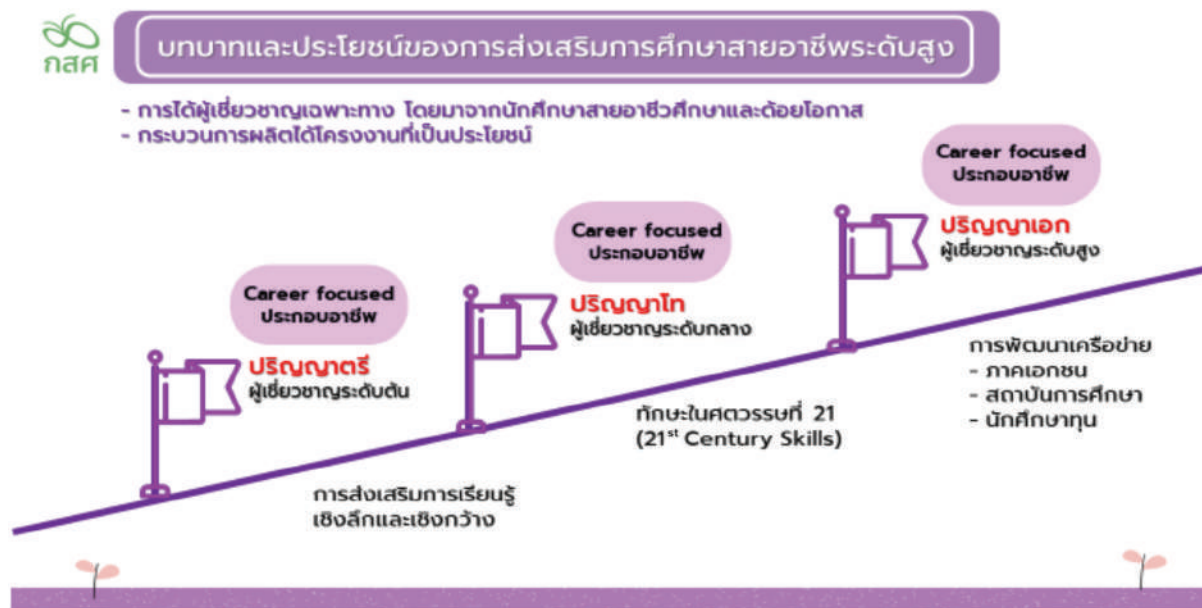 กสศ
บทบาทและประโยชน์ของการส่งเสริมการศึกษาสายอาชีพระดับสูง
- การได้ผู้เชี่ยวชาญเฉพาะทาง โดยมาจากนักศึกษาสายอาชีวศึกษาและด้อยโอกาส
- กระบวนการผลิตได้โครงงานที่เป็นประโยชน์
Career focused
ประกอบอาชีพ
ปริญญาตรี
ผู้เชี่ยวชาญระดับต้น
Career focused
ประกอบอาชีพ
ปริญญาโท
ผู้เชี่ยวชาญระดับกลาง
Career focused
ประกอบอาชีพ
ปริญญาเอก
ผู้เชี่ยวชาญระดับสูง
การส่งเสริมการเรียนรู้
เชิงลึกและเชิงกว้าง
ทักษะในศตวรรษที่ 21
(21st Century Skills)
การพัฒนาเครือข่าย
- ภาคเอกชน
- สถาบันการศึกษา
- นักศึกษาทุน